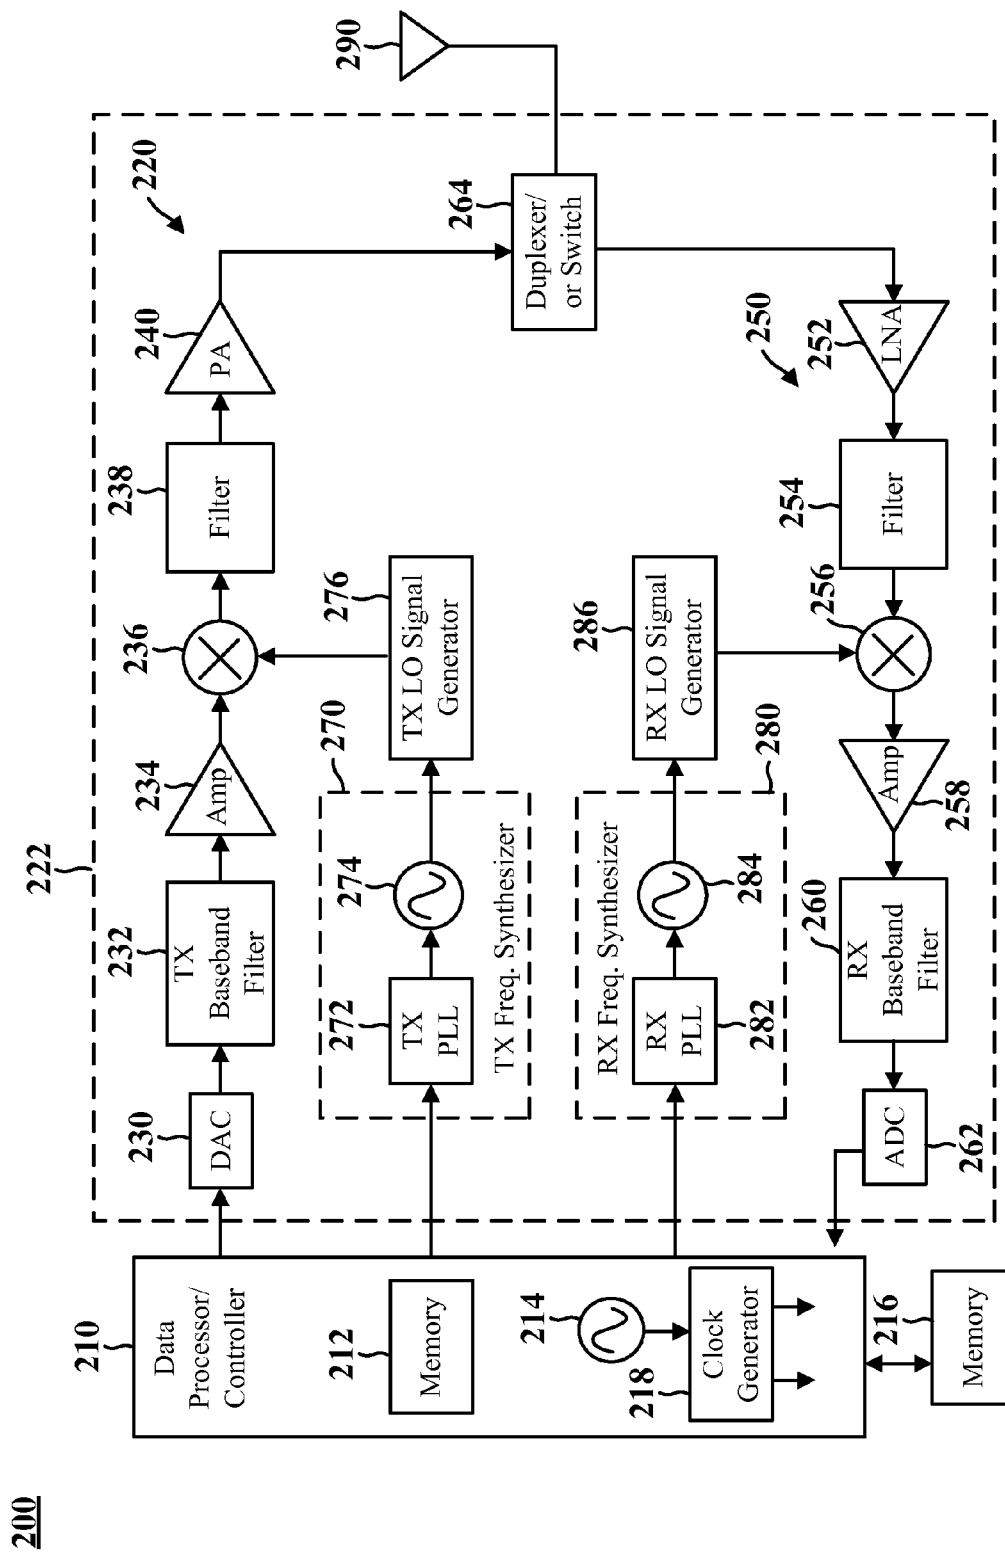 200
222
220
230
DAC
232
TX
Baseband
Filter
234
Amp
236
238
Filter
240
PA
290
264
Duplexer/
or Switch
210
Data
Processor/
Controller
212
Memory
214
218
Clock
Generator
216
Memory
270
272
TX
PLL
274
TX Freq. Synthesizer
276
TX LO Signal
Generator
RX Freq. Synthesizer
280
RX
PLL
282
284
286
RX LO Signal
Generator
250
252
LNA
254
Filter
256
Amp
258
260
RX
Baseband
Filter
ADC
262